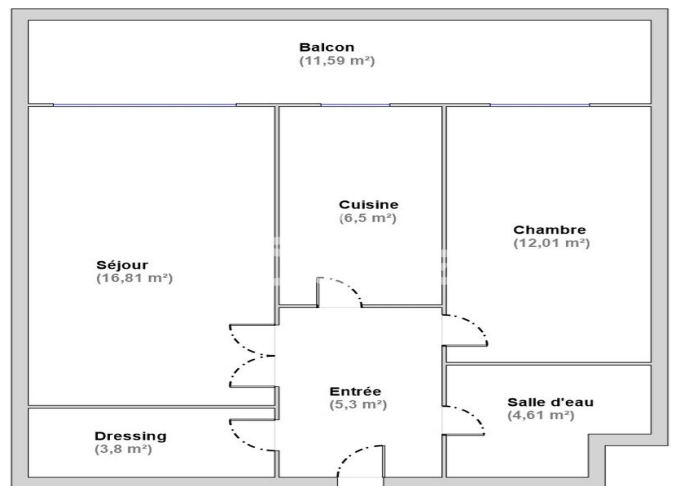 Balcon
(11,59 m²)
Cuisine
(6,5 m²)
Chambre
(12,01 m²)
Séjour
(16,81 m²)
Entrée
(5,3 m²)
Salle d'eau
(4,61 m²)
Dressing
(3,8 m²)